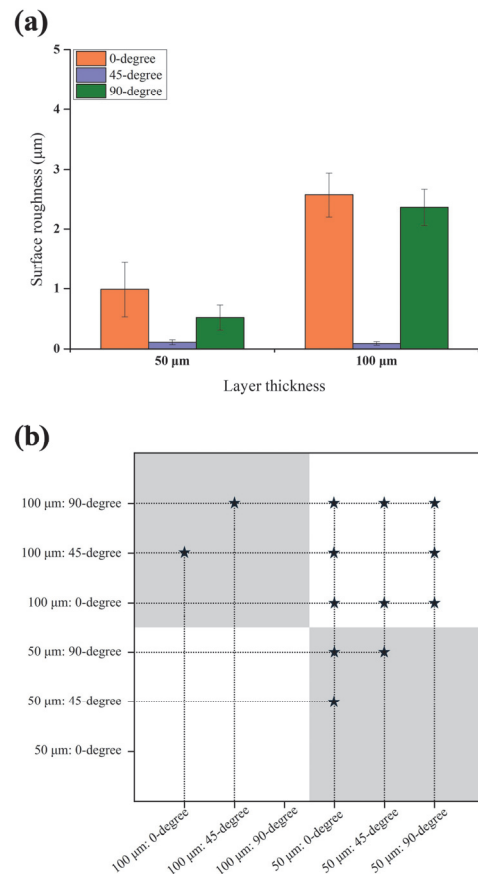 (a)
5
4
3
2
1
0
Surface roughness (μm)
0-degree
45-degree
90-degree
50 μm
100 μm
Layer thickness
(b)
100 μm: 90-degree
100 μm: 45-degree
100 μm: 0-degree
50 μm: 90-degree
50 μm: 45-degree
50 μm: 0-degree
100 μm: 0-degree
100 μm: 45-degree
100 μm: 90-degree
50 μm: 0-degree
50 μm: 45-degree
50 μm: 90-degree